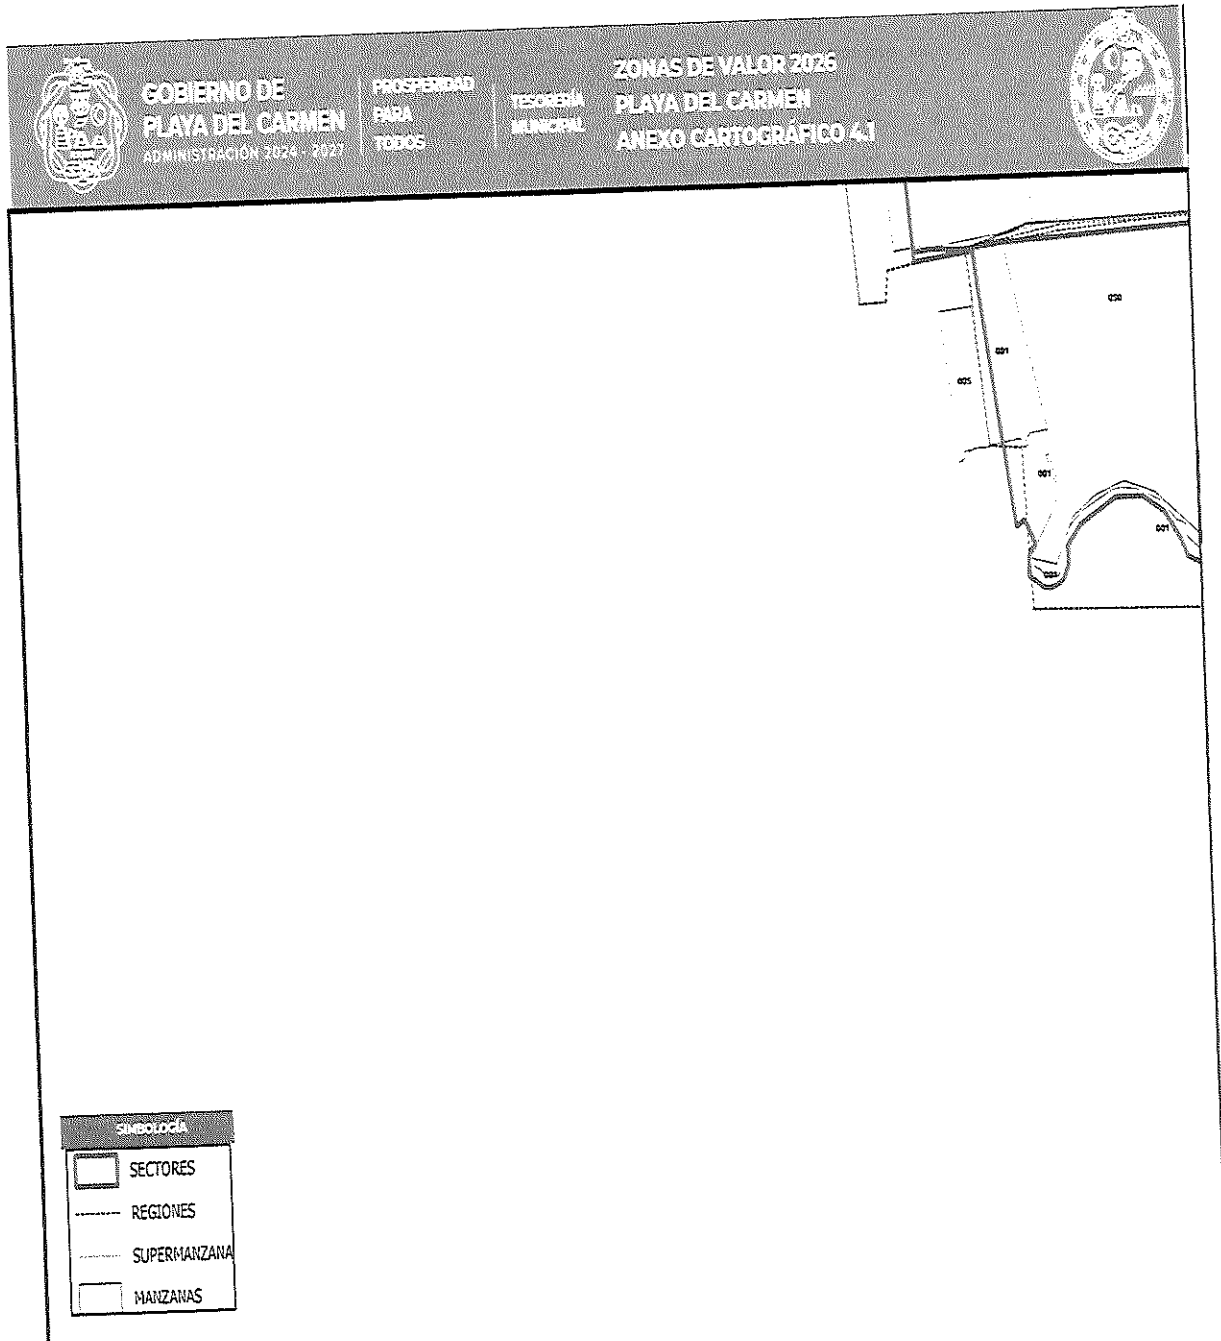 GOBIERNO DE
PLAYA DEL CARMEN
ADMINISTRACIÓN 2024 - 2027
PROSPERIDAD
PARA
TODOS
TESORERÍA
MUNICIPAL
ZONAS DE VALOR 2026
PLAYA DEL CARMEN
ANEXO CARTOGRÁFICO 4.1
050
001
005
001
001
SIMBOLOGÍA
SECTORES
REGIONES
SUPERMANZANA
MANZANAS